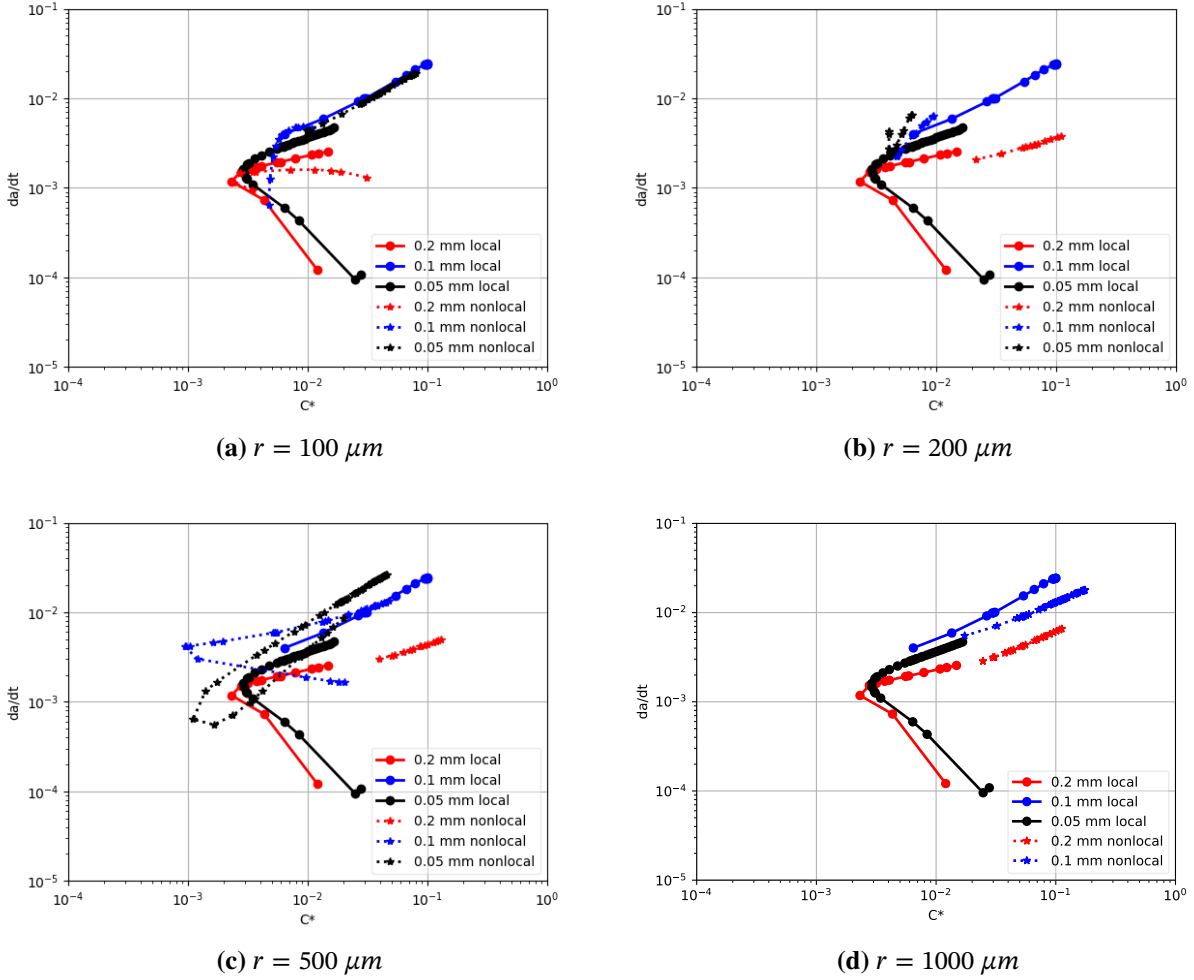 10⁻¹
10⁻²
10⁻³
10⁻⁴
10⁻⁵
da/dt
0.2 mm local
0.1 mm local
0.05 mm local
0.2 mm nonlocal
0.1 mm nonlocal
0.05 mm nonlocal
10⁻⁴ 10⁻³ 10⁻² 10⁻¹ 10⁰
C*
(a) r = 100 μm
10⁻¹
10⁻²
10⁻³
10⁻⁴
10⁻⁵
da/dt
0.2 mm local
0.1 mm local
0.05 mm local
0.2 mm nonlocal
0.1 mm nonlocal
0.05 mm nonlocal
10⁻⁴ 10⁻³ 10⁻² 10⁻¹ 10⁰
C*
(b) r = 200 μm
10⁻¹
10⁻²
10⁻³
10⁻⁴
10⁻⁵
da/dt
0.2 mm local
0.1 mm local
0.05 mm local
0.2 mm nonlocal
0.1 mm nonlocal
0.05 mm nonlocal
10⁻⁴ 10⁻³ 10⁻² 10⁻¹ 10⁰
C*
(c) r = 500 μm
10⁻¹
10⁻²
10⁻³
10⁻⁴
10⁻⁵
da/dt
0.2 mm local
0.1 mm local
0.05 mm local
0.2 mm nonlocal
0.1 mm nonlocal
10⁻⁴ 10⁻³ 10⁻² 10⁻¹ 10⁰
C*
(d) r = 1000 μm